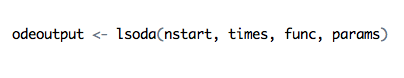 odeoutput <- lsoda(nstart, times, func, params)